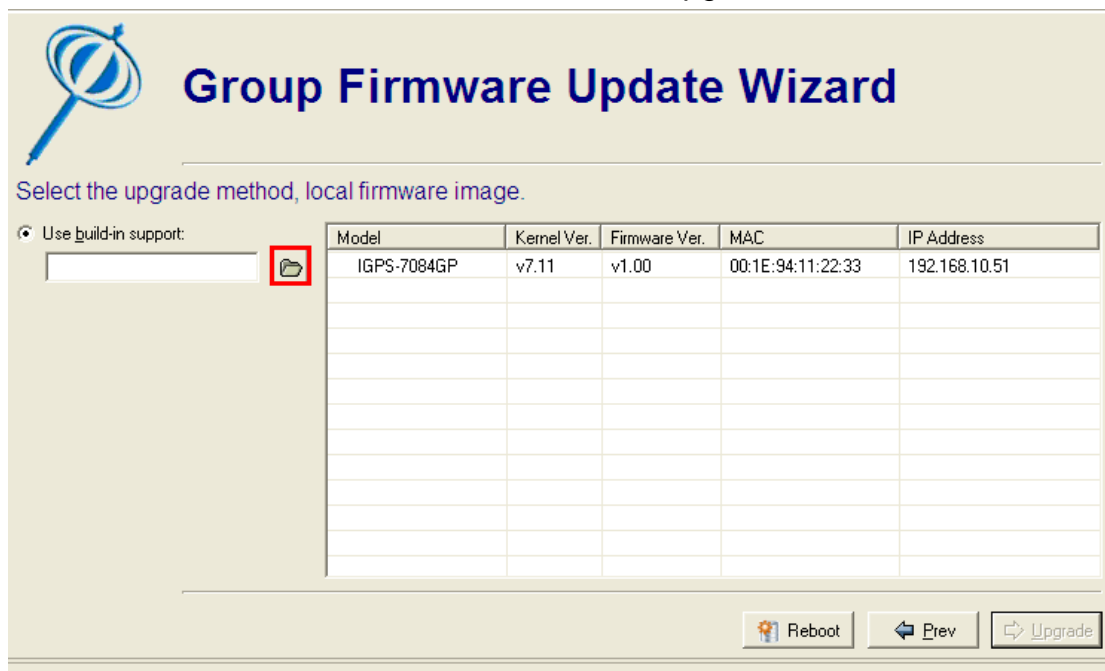 Group Firmware Update Wizard
Select the upgrade method, local firmware image.
Use build-in support:
Model Kernel Ver. Firmware Ver. MAC IP Address
IGPS-7084GP v7.11 v1.00 00:1E:94:11:22:33 192.168.10.51
Reboot Prev Upgrade